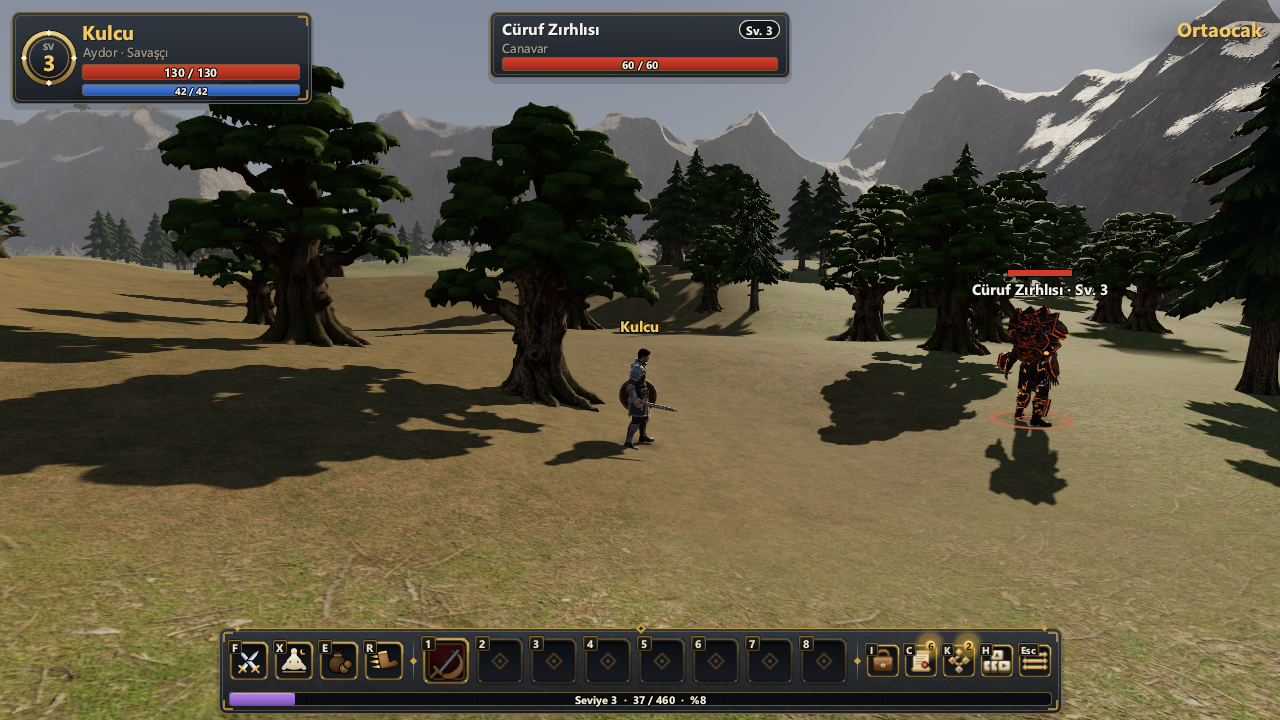 SV
3
Kulcu
Aydor · Savaşçı
130 / 130
42 / 42
Cüruf Zırhlısı
Sv. 3
Canavar
60 / 60
Ortaocak
Cüruf Zırhlısı · Sv. 3
Kulcu
F
X
E
R
1
2
3
4
5
6
7
8
I
C
6
K
2
H
Esc
Seviye 3 · 37 / 460 · %8